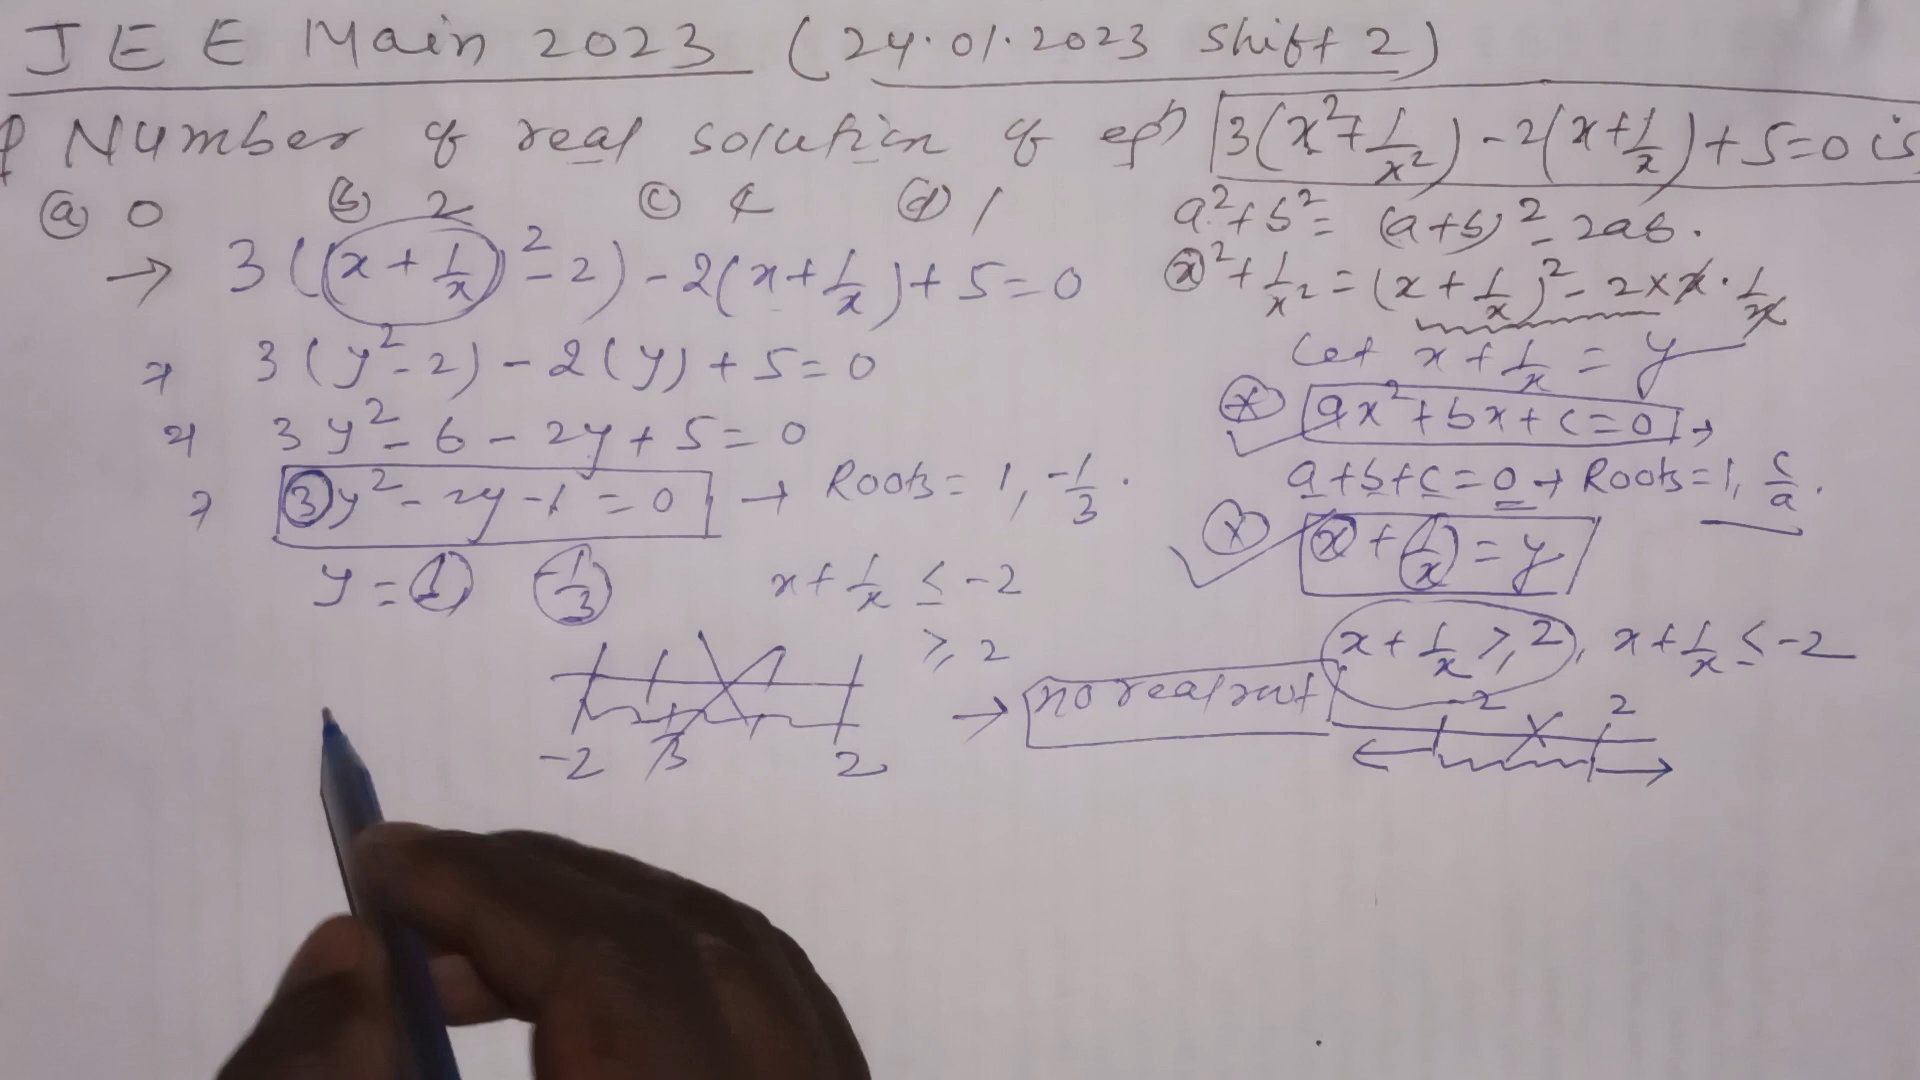 JEE Main 2023 (24.01.2023 Shift 2)
Number of real solution of eqn 3(x²+1/x²)-2(x+1/x)+5=0 is
(a) 0 (b) 2 (c) 4 (d) 1
a²+b²=(a+b)²-2ab.
→ 3((x+1/x)²-2)-2(x+1/x)+5=0
x²+1/x²=(x+1/x)²-2×x·1/x
Let x+1/x=y
⇒ 3(y²-2)-2(y)+5=0
ax²+bx+c=0→
⇒ 3y²-6-2y+5=0
a+b+c=0→Roots=1, c/a.
⇒ 3y²-2y-1=0 → Roots=1, -1/3.
x+1/x=y
y=1 -1/3
x+1/x ≤ -2
≥ 2
x+1/x ≥ 2, x+1/x ≤ -2
→ no real root
-2 2
-2 2